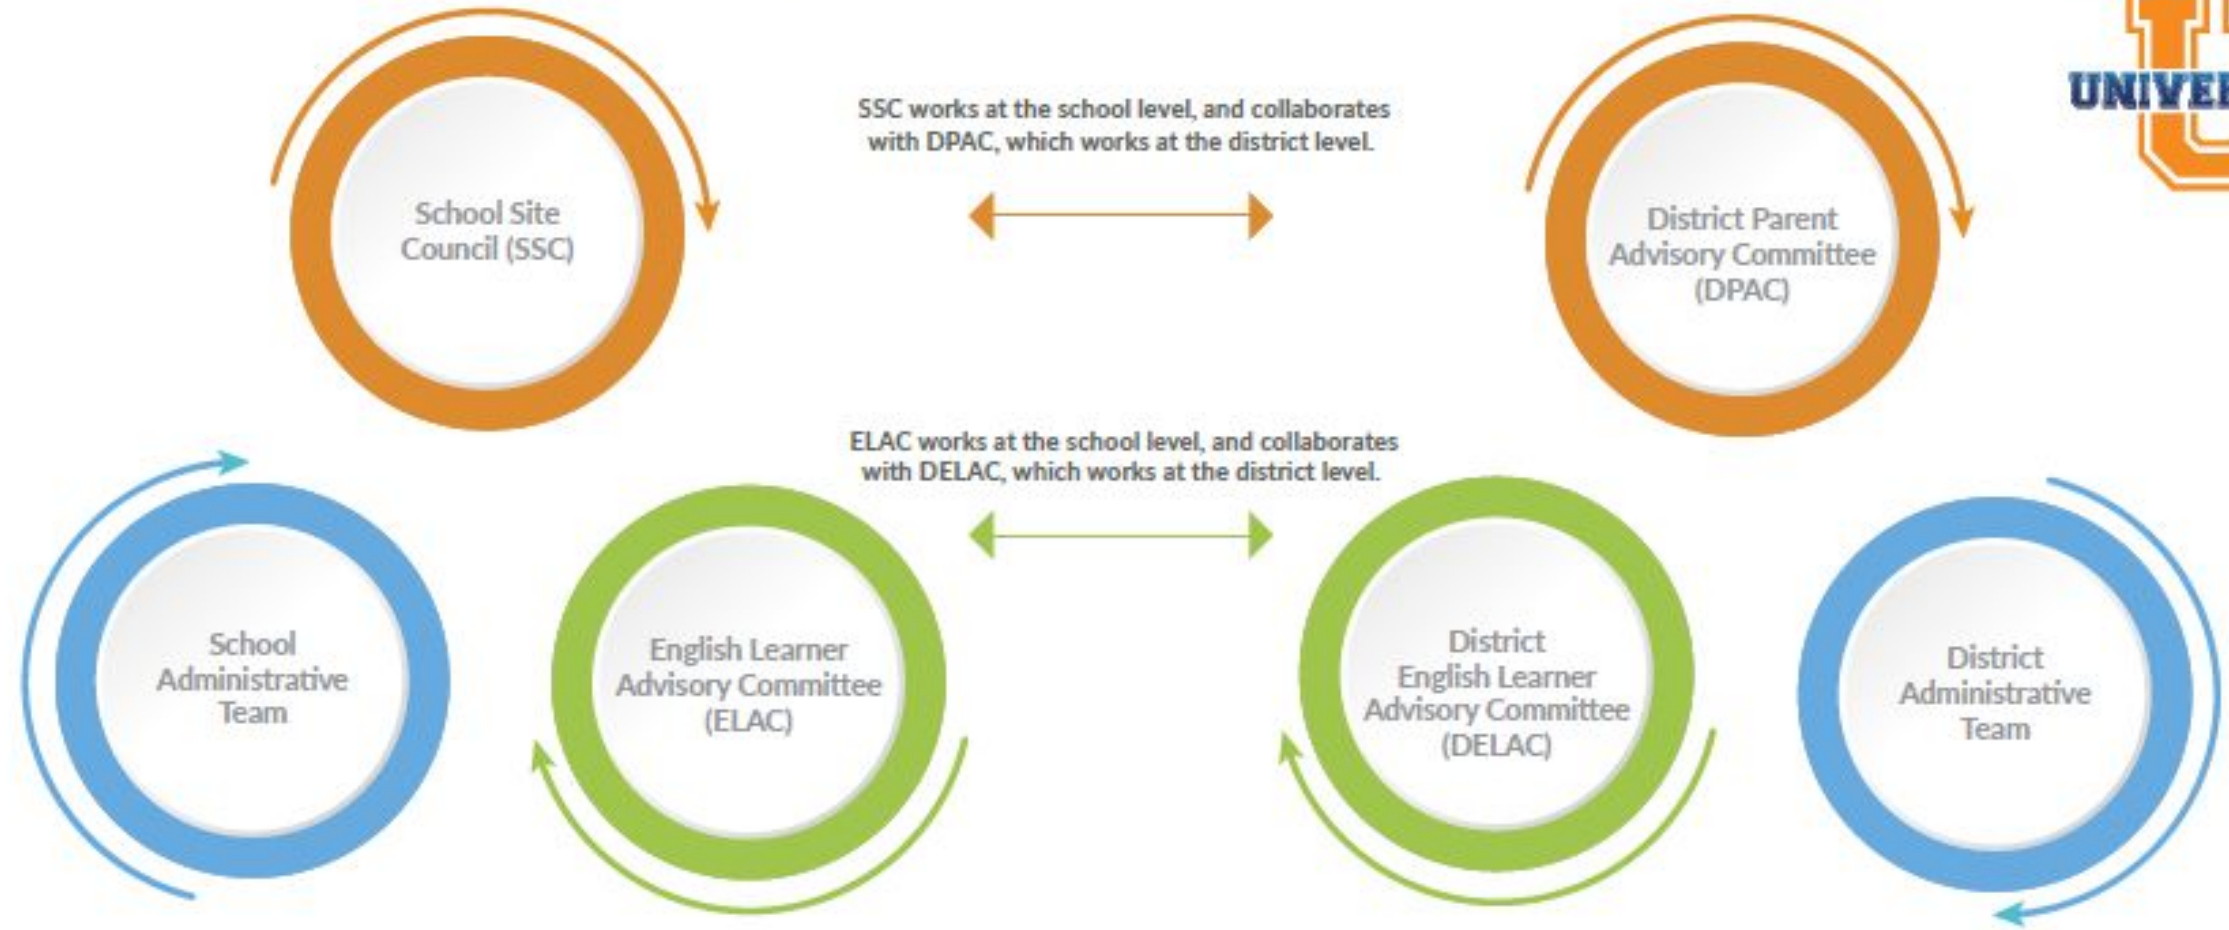 SSC works at the school level, and collaborates
with DPAC, which works at the district level.
School Site
Council (SSC)
District Parent
Advisory Committee
(DPAC)
ELAC works at the school level, and collaborates
with DELAC, which works at the district level.
School
Administrative
Team
English Learner
Advisory Committee
(ELAC)
District
English Learner
Advisory Committee
(DELAC)
District
Administrative
Team